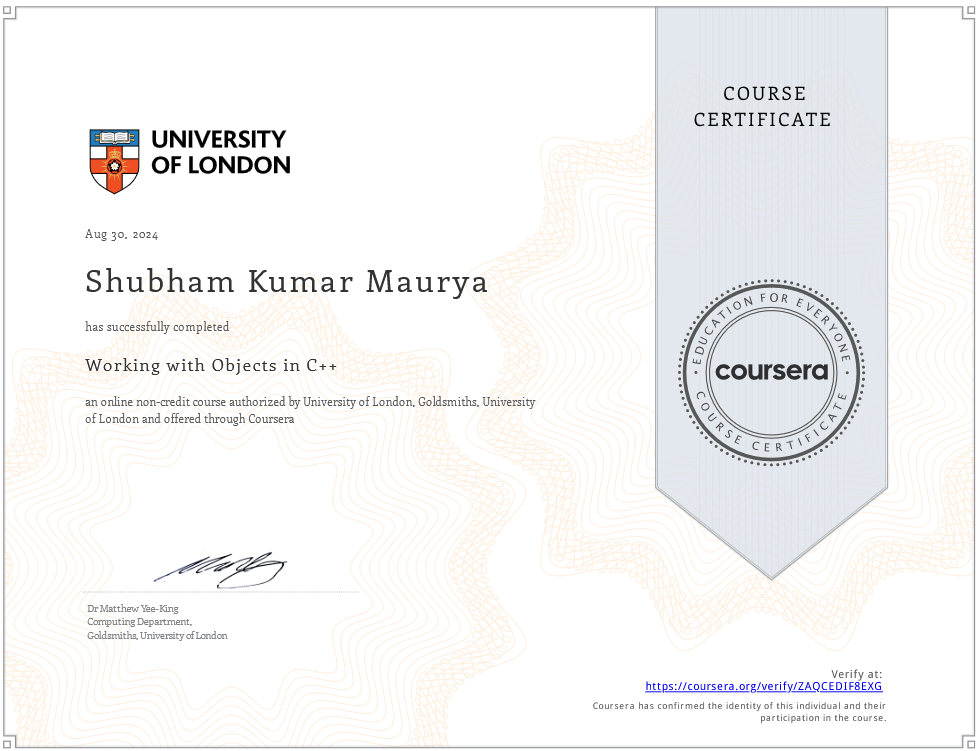 COURSE
CERTIFICATE
UNIVERSITY
OF LONDON
Aug 30, 2024
Shubham Kumar Maurya
has successfully completed
Working with Objects in C++
an online non-credit course authorized by University of London, Goldsmiths, University
of London and offered through Coursera
EDUCATION FOR EVERYONE
coursera
COURSE CERTIFICATE
Dr Matthew Yee-King
Computing Department,
Goldsmiths, University of London
Verify at:
https://coursera.org/verify/ZAQCEDIF8EXG
Coursera has confirmed the identity of this individual and their
participation in the course.